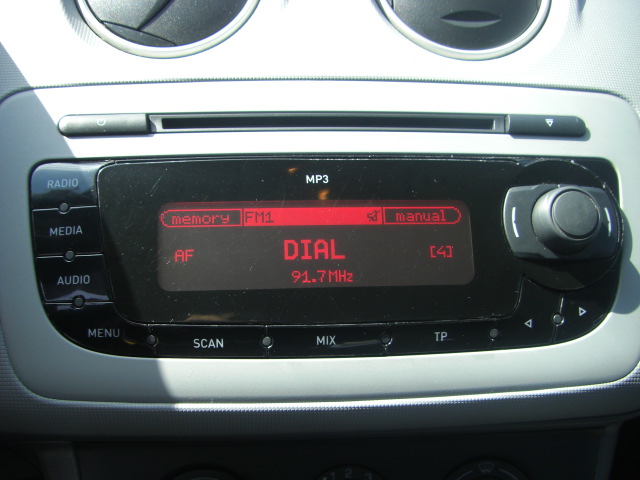 MP3
RADIO
MEDIA
AUDIO
memory FM1 manual
AF DIAL [4]
91.7MHz
MENU SCAN MIX TP